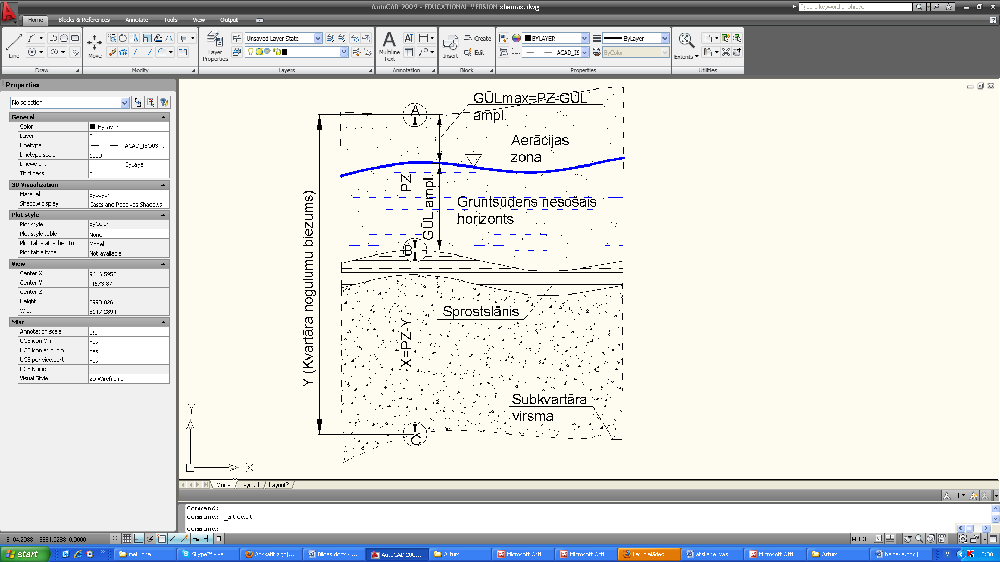 AutoCAD 2009 - EDUCATIONAL VERSION shemas.dwg
Type a keyword or phrase
Home
Blocks & References
Annotate
Tools
View
Output
Line
Move
Layer
Properties
Unsaved Layer State
0
Multiline
Text
Insert
Create
Edit
BYLAYER
ByLayer
ACAD_IS
ByColor
Extents
Draw
Modify
Layers
Annotation
Block
Properties
Utilities
Properties
No selection
General
Color ByLayer
Layer 0
Linetype ACAD_ISO03...
Linetype scale 1000
Lineweight ByLayer
Thickness 0
3D Visualization
Material ByLayer
Shadow display Casts and Receives Shadows
Plot style
Plot style ByColor
Plot style table None
Plot table attached to Model
Plot table type Not available
View
Center X 9616.5958
Center Y -4673.87
Center Z 0
Height 3990.826
Width 8147.2894
Misc
Annotation scale 1:1
UCS icon On Yes
UCS icon at origin Yes
UCS per viewport Yes
UCS Name
Visual Style 2D Wireframe
A
GŪLmax=PZ-GŪL
ampl.
Aerācijas
zona
PZ
GŪL ampl.
Gruntsūdens nesošais
horizonts
Y (Kvartāra nogulumu biezums)
B
Sprostslānis
X=PZ-Y
Subkvartāra
virsma
C
Y
X
Model
Layout1
Layout2
1:1
Command:
Command: _mtedit
Command:
6104.2088, -6661.5288, 0.0000
MODEL
start
mellupite
Skype™ - vei...
Apskatīt ziņoj...
Bildes.docx - ...
AutoCAD 200...
Arturs
Microsoft Offi...
Microsoft Offi...
Lejupielādes
atskaite_vas...
Microsoft Offi...
Arturs
baibaka.doc [...
LV
18:00